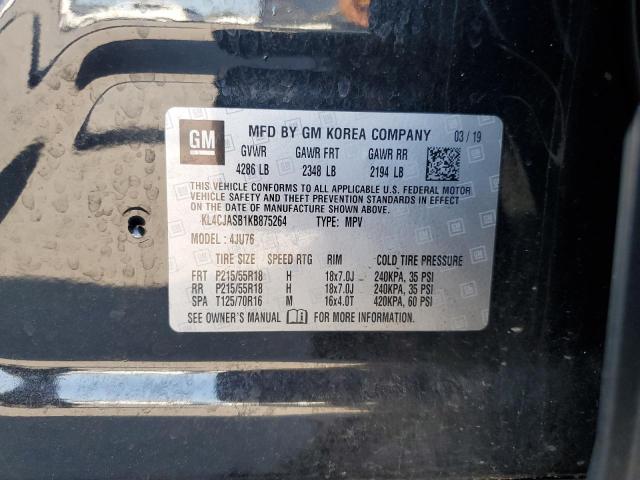 GM MFD BY GM KOREA COMPANY 03/19
GVWR GAWR FRT GAWR RR
4286 LB 2348 LB 2194 LB
THIS VEHICLE CONFORMS TO ALL APPLICABLE U.S. FEDERAL MOTOR
VEHICLE SAFETY AND THEFT PREVENTION STANDARDS IN EFFECT ON
THE DATE OF MANUFACTURE SHOWN ABOVE.
KL4CJASB1KB875264 TYPE: MPV
MODEL: 4JU76
TIRE SIZE SPEED RTG RIM COLD TIRE PRESSURE
FRT P215/55R18 H 18x7.0J 240KPA, 35 PSI
RR P215/55R18 H 18x7.0J 240KPA, 35 PSI
SPA T125/70R16 M 16x4.0T 420KPA, 60 PSI
SEE OWNER'S MANUAL FOR MORE INFORMATION.